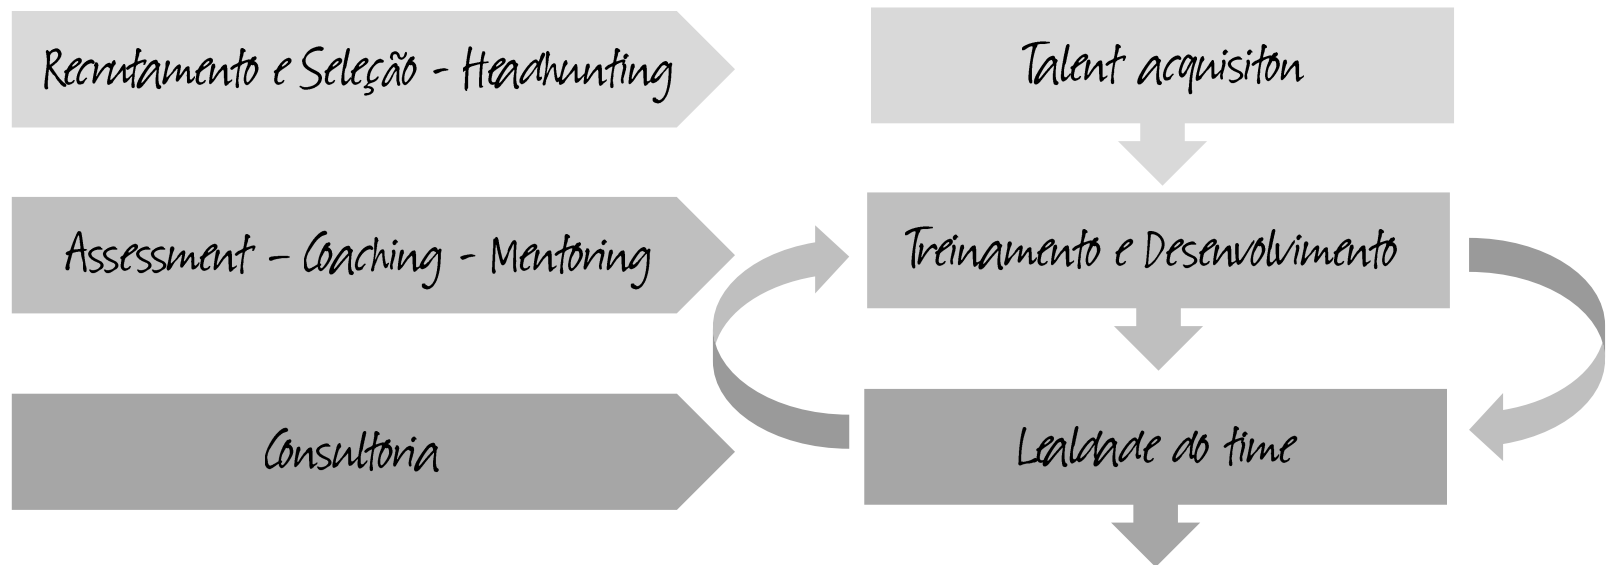 Recrutamento e Seleção - Headhunting
Talent acquisiton
Assessment – Coaching - Mentoring
Treinamento e Desenvolvimento
Consultoria
Lealdade do time